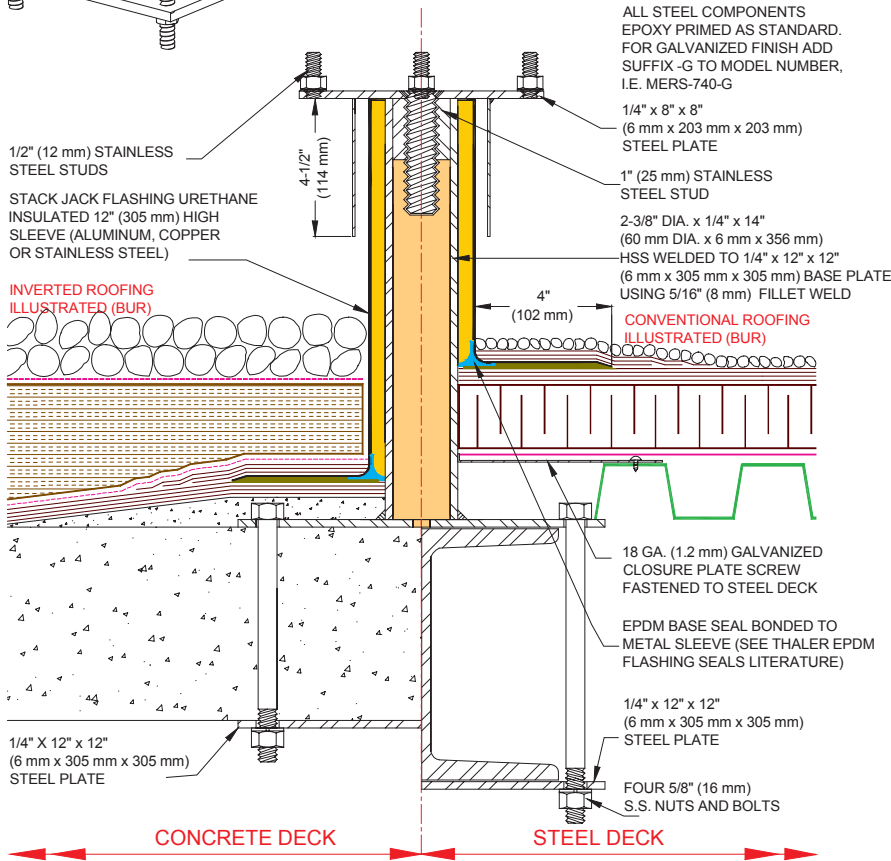 ALL STEEL COMPONENTS
EPOXY PRIMED AS STANDARD.
FOR GALVANIZED FINISH ADD
SUFFIX -G TO MODEL NUMBER,
I.E. MERS-740-G
1/4" x 8" x 8"
(6 mm x 203 mm x 203 mm)
STEEL PLATE
1/2" (12 mm) STAINLESS
STEEL STUDS
4-1/2"
(114 mm)
1" (25 mm) STAINLESS
STEEL STUD
STACK JACK FLASHING URETHANE
INSULATED 12" (305 mm) HIGH
SLEEVE (ALUMINUM, COPPER
OR STAINLESS STEEL)
2-3/8" DIA. x 1/4" x 14"
(60 mm DIA. x 6 mm x 356 mm)
HSS WELDED TO 1/4" x 12" x 12"
(6 mm x 305 mm x 305 mm) BASE PLATE
USING 5/16" (8 mm) FILLET WELD
INVERTED ROOFING
ILLUSTRATED (BUR)
4"
(102 mm)
CONVENTIONAL ROOFING
ILLUSTRATED (BUR)
18 GA. (1.2 mm) GALVANIZED
CLOSURE PLATE SCREW
FASTENED TO STEEL DECK
EPDM BASE SEAL BONDED TO
METAL SLEEVE (SEE THALER EPDM
FLASHING SEALS LITERATURE)
1/4" X 12" x 12"
(6 mm x 305 mm x 305 mm)
STEEL PLATE
1/4" x 12" x 12"
(6 mm x 305 mm x 305 mm)
STEEL PLATE
FOUR 5/8" (16 mm)
S.S. NUTS AND BOLTS
CONCRETE DECK
STEEL DECK